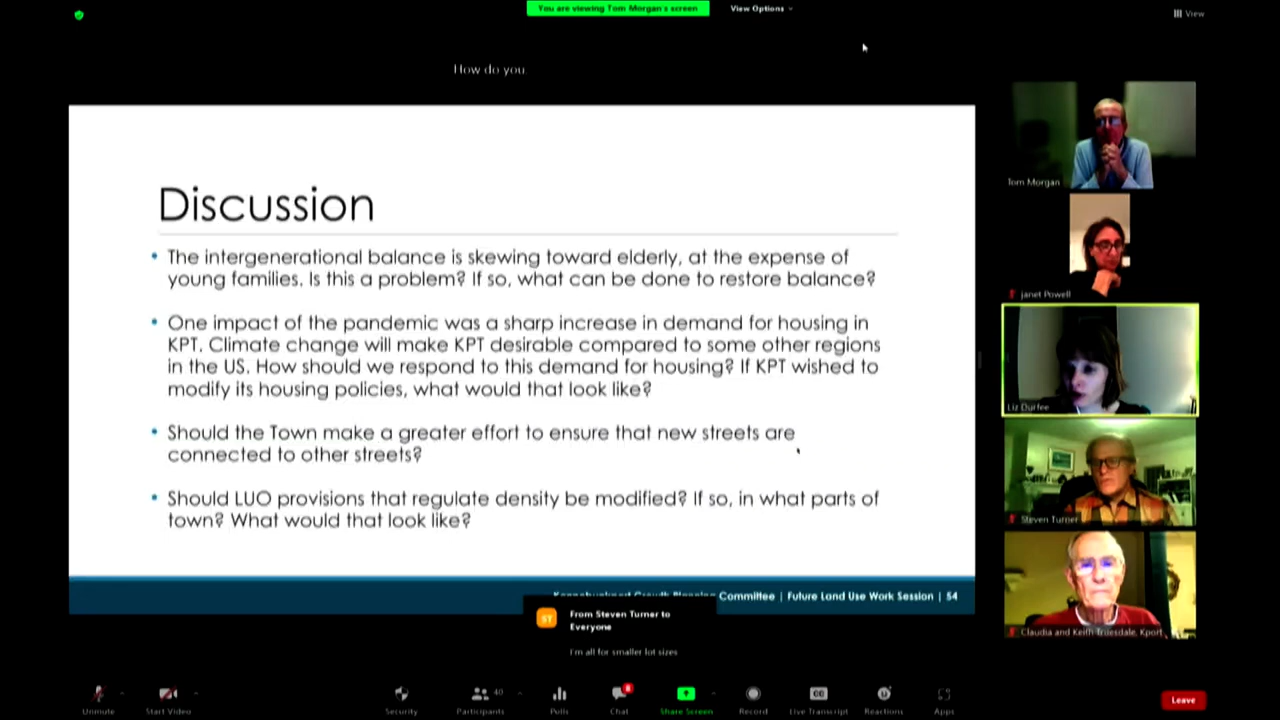 You are viewing Tom Morgan's screen
View Options
View
How do you
Discussion
• The intergenerational balance is skewing toward elderly, at the expense of
young families. Is this a problem? If so, what can be done to restore balance?
• One impact of the pandemic was a sharp increase in demand for housing in
KPT. Climate change will make KPT desirable compared to some other regions
in the US. How should we respond to this demand for housing? If KPT wished to
modify its housing policies, what would that look like?
• Should the Town make a greater effort to ensure that new streets are
connected to other streets?
• Should LUO provisions that regulate density be modified? If so, in what parts of
town? What would that look like?
Committee | Future Land Use Work Session | 54
Tom Morgan
Janet Powell
Liz Durfee
Steven Turner
Claudia and Keith Truesdale, Kport
ST
From Steven Turner to
Everyone
I'm all for smaller lot sizes
Unmute
Start Video
Security
Participants
40
Polls
Chat
8
Share Screen
Record
CC
Live Transcript
Reactions
Apps
Leave